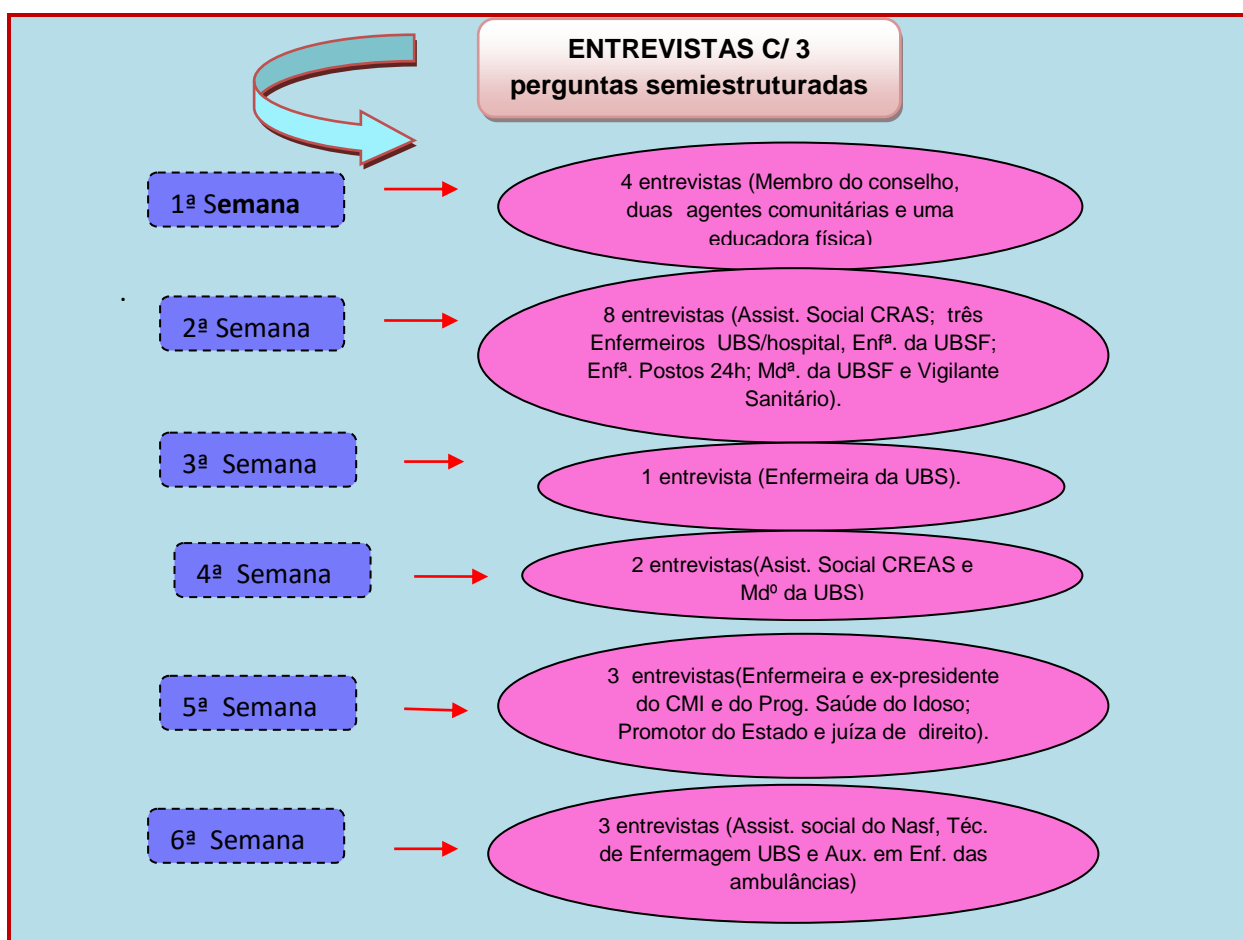 ENTREVISTAS C/ 3
perguntas semiestruturadas
1ª Semana
4 entrevistas (Membro do conselho,
duas agentes comunitárias e uma
educadora física)
.
2ª Semana
8 entrevistas (Assist. Social CRAS; três
Enfermeiros UBS/hospital, Enfª. da UBSF;
Enfª. Postos 24h; Mdª. da UBSF e Vigilante
Sanitário).
3ª Semana
1 entrevista (Enfermeira da UBS).
4ª Semana
2 entrevistas(Asist. Social CREAS e
Mdº da UBS)
5ª Semana
3 entrevistas(Enfermeira e ex-presidente
do CMI e do Prog. Saúde do Idoso;
Promotor do Estado e juíza de direito).
6ª Semana
3 entrevistas (Assist. social do Nasf, Téc.
de Enfermagem UBS e Aux. em Enf. das
ambulâncias)